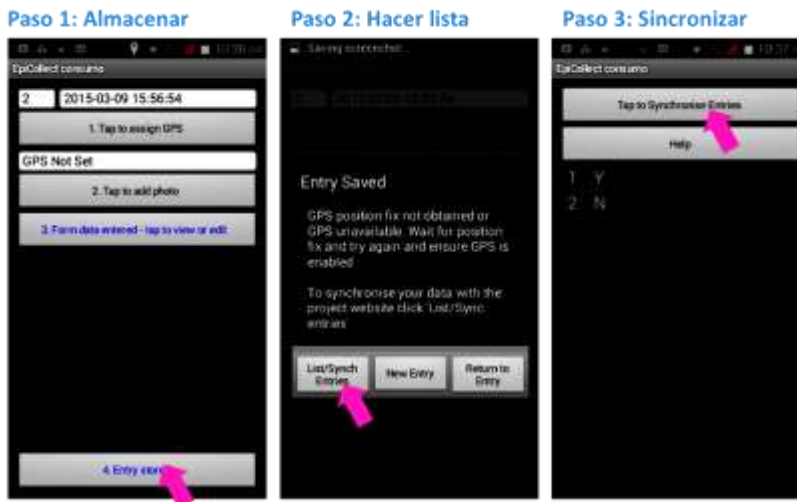 Paso 1: Almacenar
EpiCollect consumo
2
2015-03-09 15:56:54
1. Tap to assign GPS
GPS Not Set
2. Tap to add photo
3. Form data entered - tap to view or edit
4. Entry
Paso 2: Hacer lista
Saving screenshot...
Entry Saved
GPS position fix not obtained or
GPS unavailable. Wait for position
fix and try again and ensure GPS is
enabled
To synchronise your data with the
project website click 'List/Sync
entries
List/Synch
Entries
New Entry
Return to
Entry
Paso 3: Sincronizar
EpiCollect consumo
Tap to Synchronise Entries
Help
1 Y
2 N